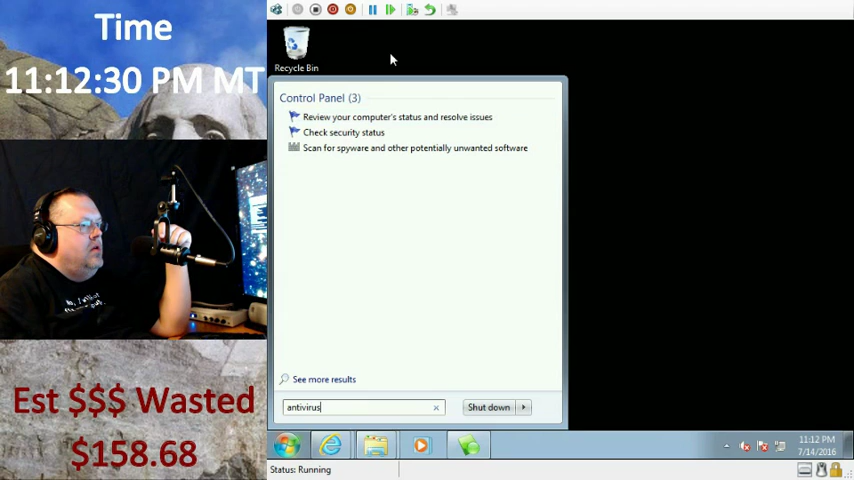 Time
11:12:30 PM MT
Est $$$ Wasted
$158.68
Recycle Bin
Control Panel (3)
Review your computer's status and resolve issues
Check security status
Scan for spyware and other potentially unwanted software
See more results
antivirus
Shut down
11:12 PM
7/14/2016
Status: Running